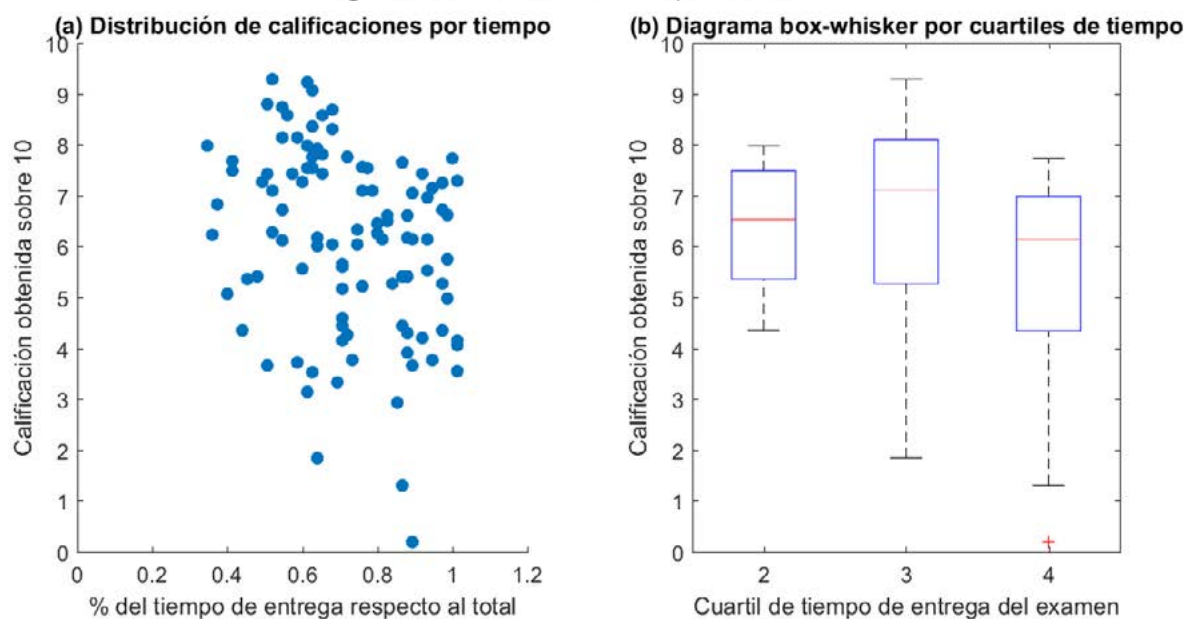 (a) Distribución de calificaciones por tiempo
10
9
8
7
6
5
4
3
2
1
0
Calificación obtenida sobre 10
0 0.2 0.4 0.6 0.8 1 1.2
% del tiempo de entrega respecto al total
(b) Diagrama box-whisker por cuartiles de tiempo
10
9
8
7
6
5
4
3
2
1
0
Calificación obtenida sobre 10
2 3 4
Cuartil de tiempo de entrega del examen